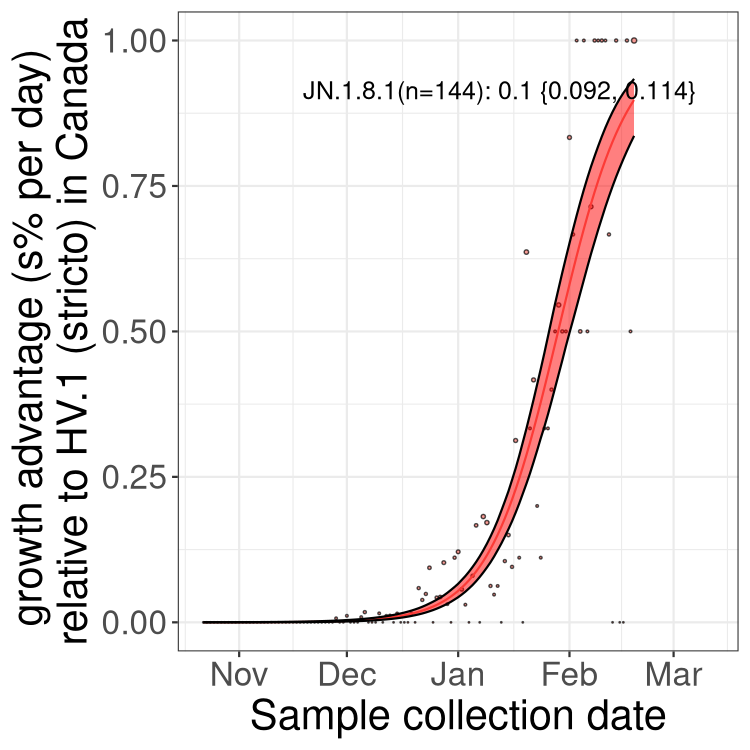 growth advantage (s% per day)
relative to HV.1 (stricto) in Canada
1.00
0.75
0.50
0.25
0.00
JN.1.8.1(n=144): 0.1 {0.092, 0.114}
Nov Dec Jan Feb Mar
Sample collection date